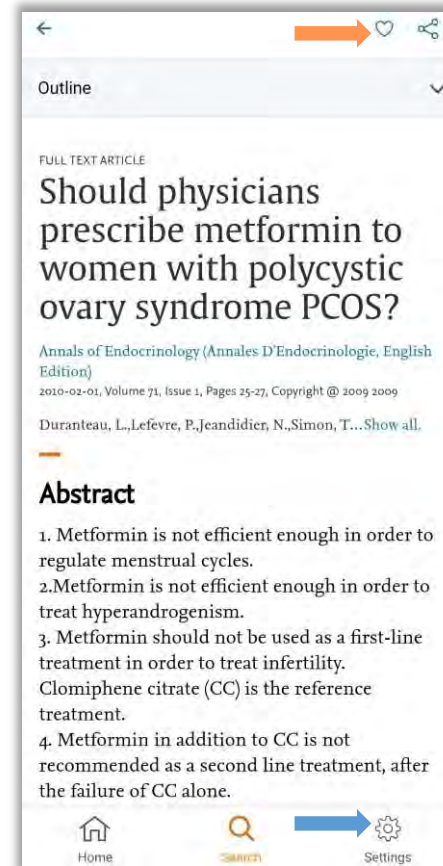 Outline
FULL TEXT ARTICLE
Should physicians
prescribe metformin to
women with polycystic
ovary syndrome PCOS?
Annals of Endocrinology (Annales D'Endocrinologie, English
Edition)
2010-02-01, Volume 71, Issue 1, Pages 25-27, Copyright @ 2009 2009
Duranteau, L.,Lefevre, P.,Jeandidier, N.,Simon, T...Show all.
Abstract
1. Metformin is not efficient enough in order to
regulate menstrual cycles.
2.Metformin is not efficient enough in order to
treat hyperandrogenism.
3. Metformin should not be used as a first-line
treatment in order to treat infertility.
Clomiphene citrate (CC) is the reference
treatment.
4. Metformin in addition to CC is not
recommended as a second line treatment, after
the failure of CC alone.
Home Search Settings